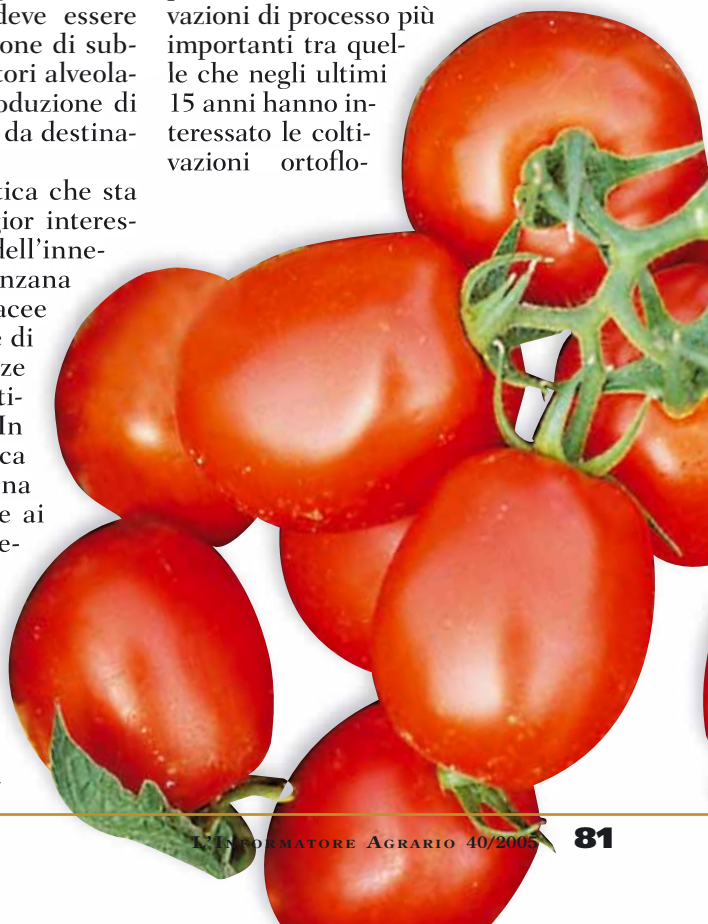 deve essere
one di sub-
tori alveola-
oduzione di
da destina-
tica che sta
gior interes-
dell'inne-
nzana
acee
e di
ze
ti-
In
ca
na
e ai
e-
vazioni di processo più
importanti tra quel-
le che negli ultimi
15 anni hanno in-
teressato le colti-
vazioni ortoflo-
L'Informatore Agrario 40/2005 81